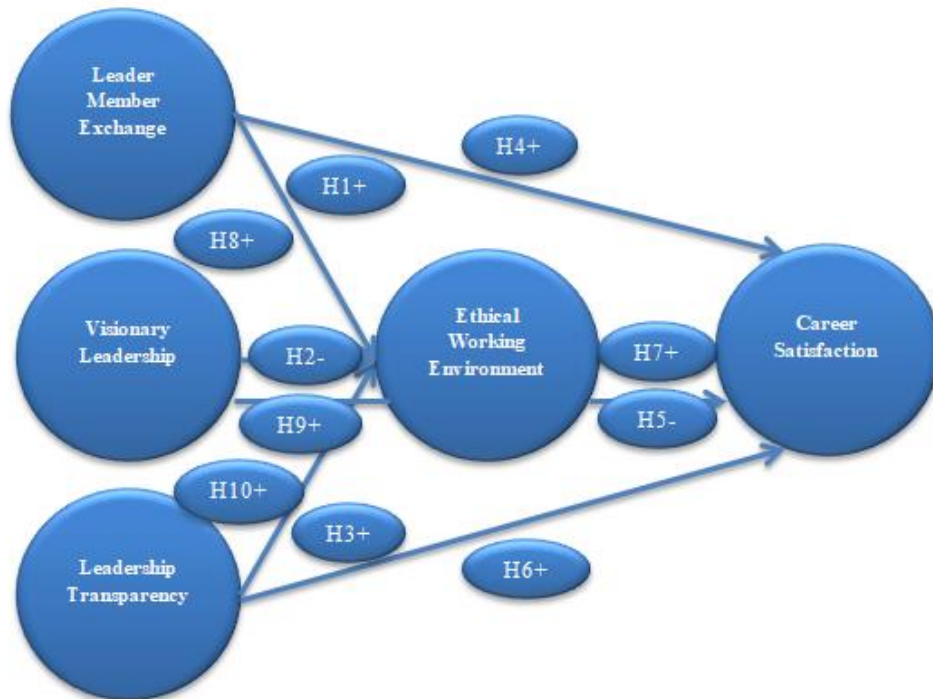 Leader
Member
Exchange
H4+
H1+
H8+
Visionary
Leadership
H2-
Ethical
Working
Environment
H7+
Career
Satisfaction
H9+
H5-
H10+
H3+
Leadership
Transparency
H6+